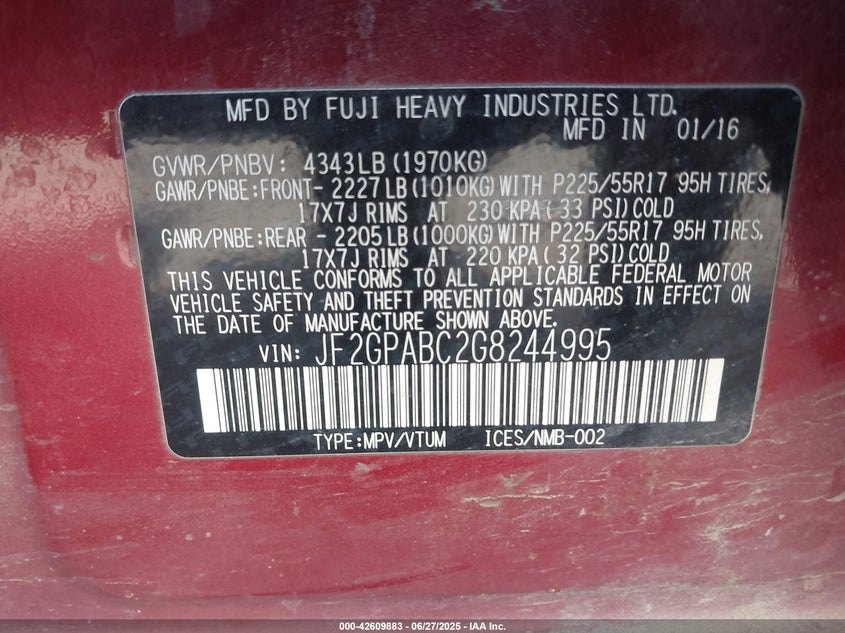 MFD BY FUJI HEAVY INDUSTRIES LTD.
MFD IN 01/16
GVWR/PNBV: 4343LB (1970KG)
GAWR/PNBE:FRONT- 2227LB (1010KG) WITH P225/55R17 95H TIRES,
17X7J RIMS AT 230 KPA ( 33 PSI) COLD
GAWR/PNBE:REAR - 2205LB (1000KG) WITH P225/55R17 95H TIRES,
17X7J RIMS AT 220 KPA ( 32 PSI) COLD
THIS VEHICLE CONFORMS TO ALL APPLICABLE FEDERAL MOTOR
VEHICLE SAFETY AND THEFT PREVENTION STANDARDS IN EFFECT ON
THE DATE OF MANUFACTURE SHOWN ABOVE.
VIN: JF2GPABC2G8244995
TYPE:MPV/VTUM ICES/NMB-002
000-42609883 - 06/27/2025 - IAA Inc.